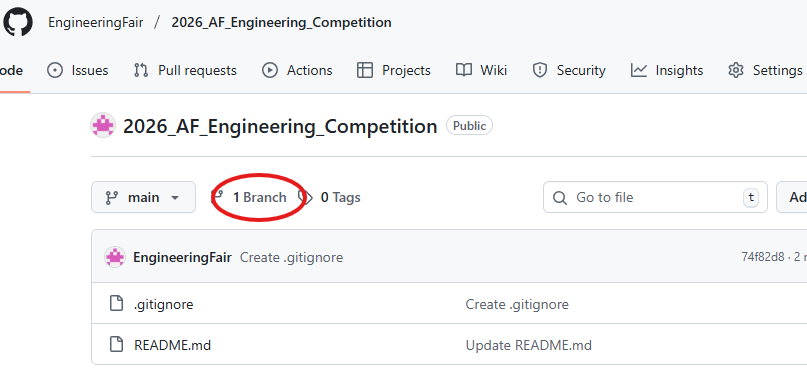 EngineeringFair / 2026_AF_Engineering_Competition
ode Issues Pull requests Actions Projects Wiki Security Insights Settings
2026_AF_Engineering_Competition Public
main 1 Branch 0 Tags Go to file t Ad
EngineeringFair Create .gitignore 74f82d8 · 2
.gitignore Create .gitignore
README.md Update README.md